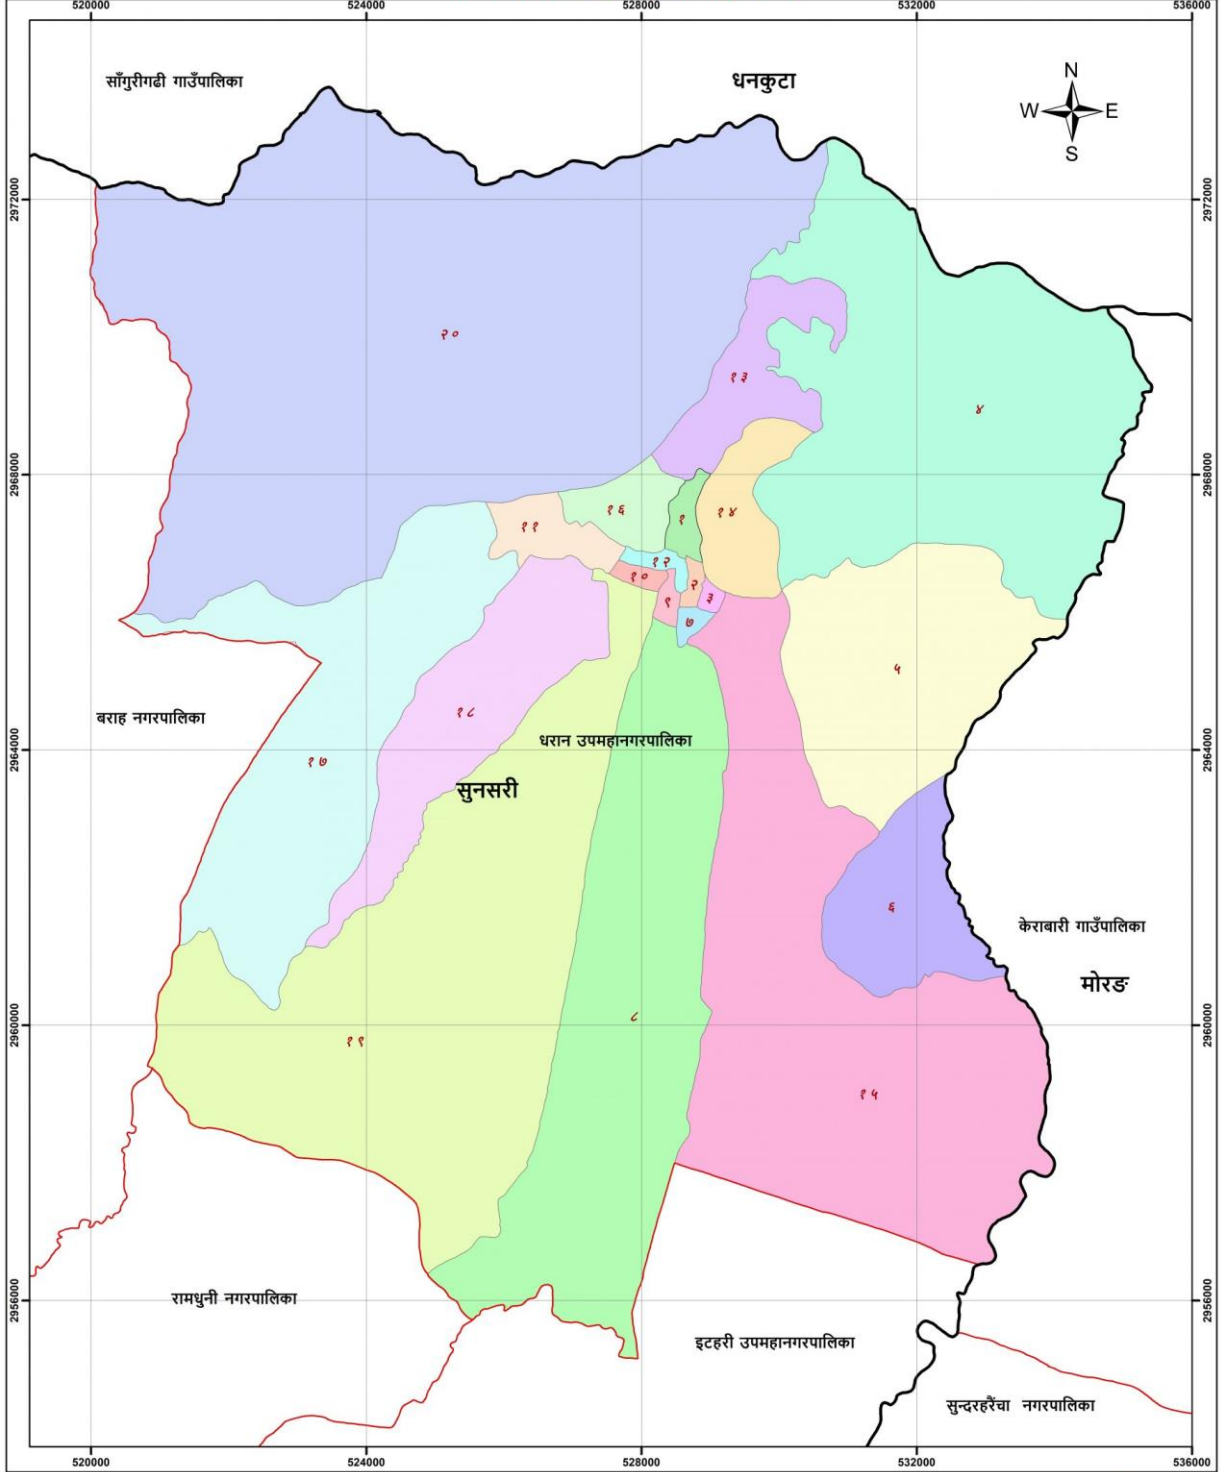 520000 524000 528000 532000 536000
साँगुरीगढी गाउँपालिका
धनकुटा
N
W E
S
2972000 2972000
२०
१३
४
2968000 2968000
१६
१ १४
११
१२
१०
२
९ ३
७
५
१८
बराह नगरपालिका
धरान उपमहानगरपालिका
2964000 2964000
१७
सुनसरी
६
केराबारी गाउँपालिका
मोरङ
८
2960000 2960000
१९
१५
रामधुनी नगरपालिका
2956000 2956000
इटहरी उपमहानगरपालिका
सुन्दरहरैंचा नगरपालिका
520000 524000 528000 532000 536000